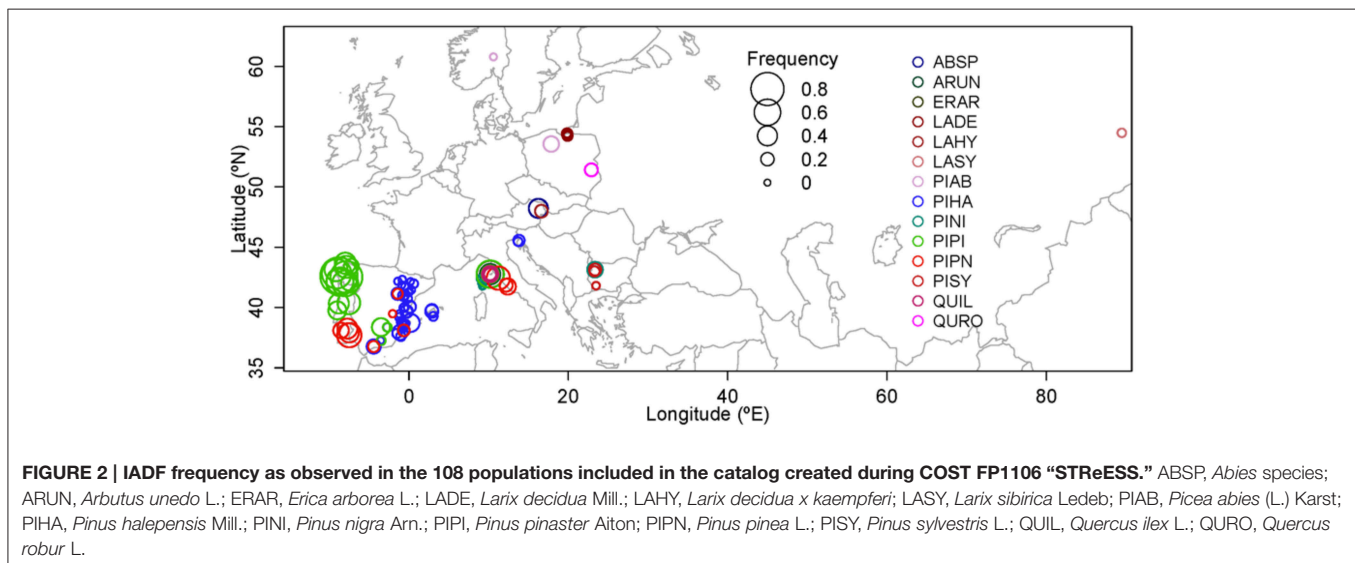 Frequency
0.8
0.6
0.4
0.2
0
ABSP
ARUN
ERAR
LADE
LAHY
LASY
PIAB
PIHA
PINI
PIPI
PIPN
PISY
QUIL
QURO
Latitude (ºN)
60
55
50
45
40
35
0
20
40
60
80
Longitude (ºE)
FIGURE 2 | IADF frequency as observed in the 108 populations included in the catalog created during COST FP1106 “STReESS.” ABSP, Abies species;
ARUN, Arbutus unedo L.; ERAR, Erica arborea L.; LADE, Larix decidua Mill.; LAHY, Larix decidua x kaempferi; LASY, Larix sibirica Ledeb; PIAB, Picea abies (L.) Karst;
PIHA, Pinus halepensis Mill.; PINI, Pinus nigra Arn.; PIPI, Pinus pinaster Aiton; PIPN, Pinus pinea L.; PISY, Pinus sylvestris L.; QUIL, Quercus ilex L.; QURO, Quercus
robur L.